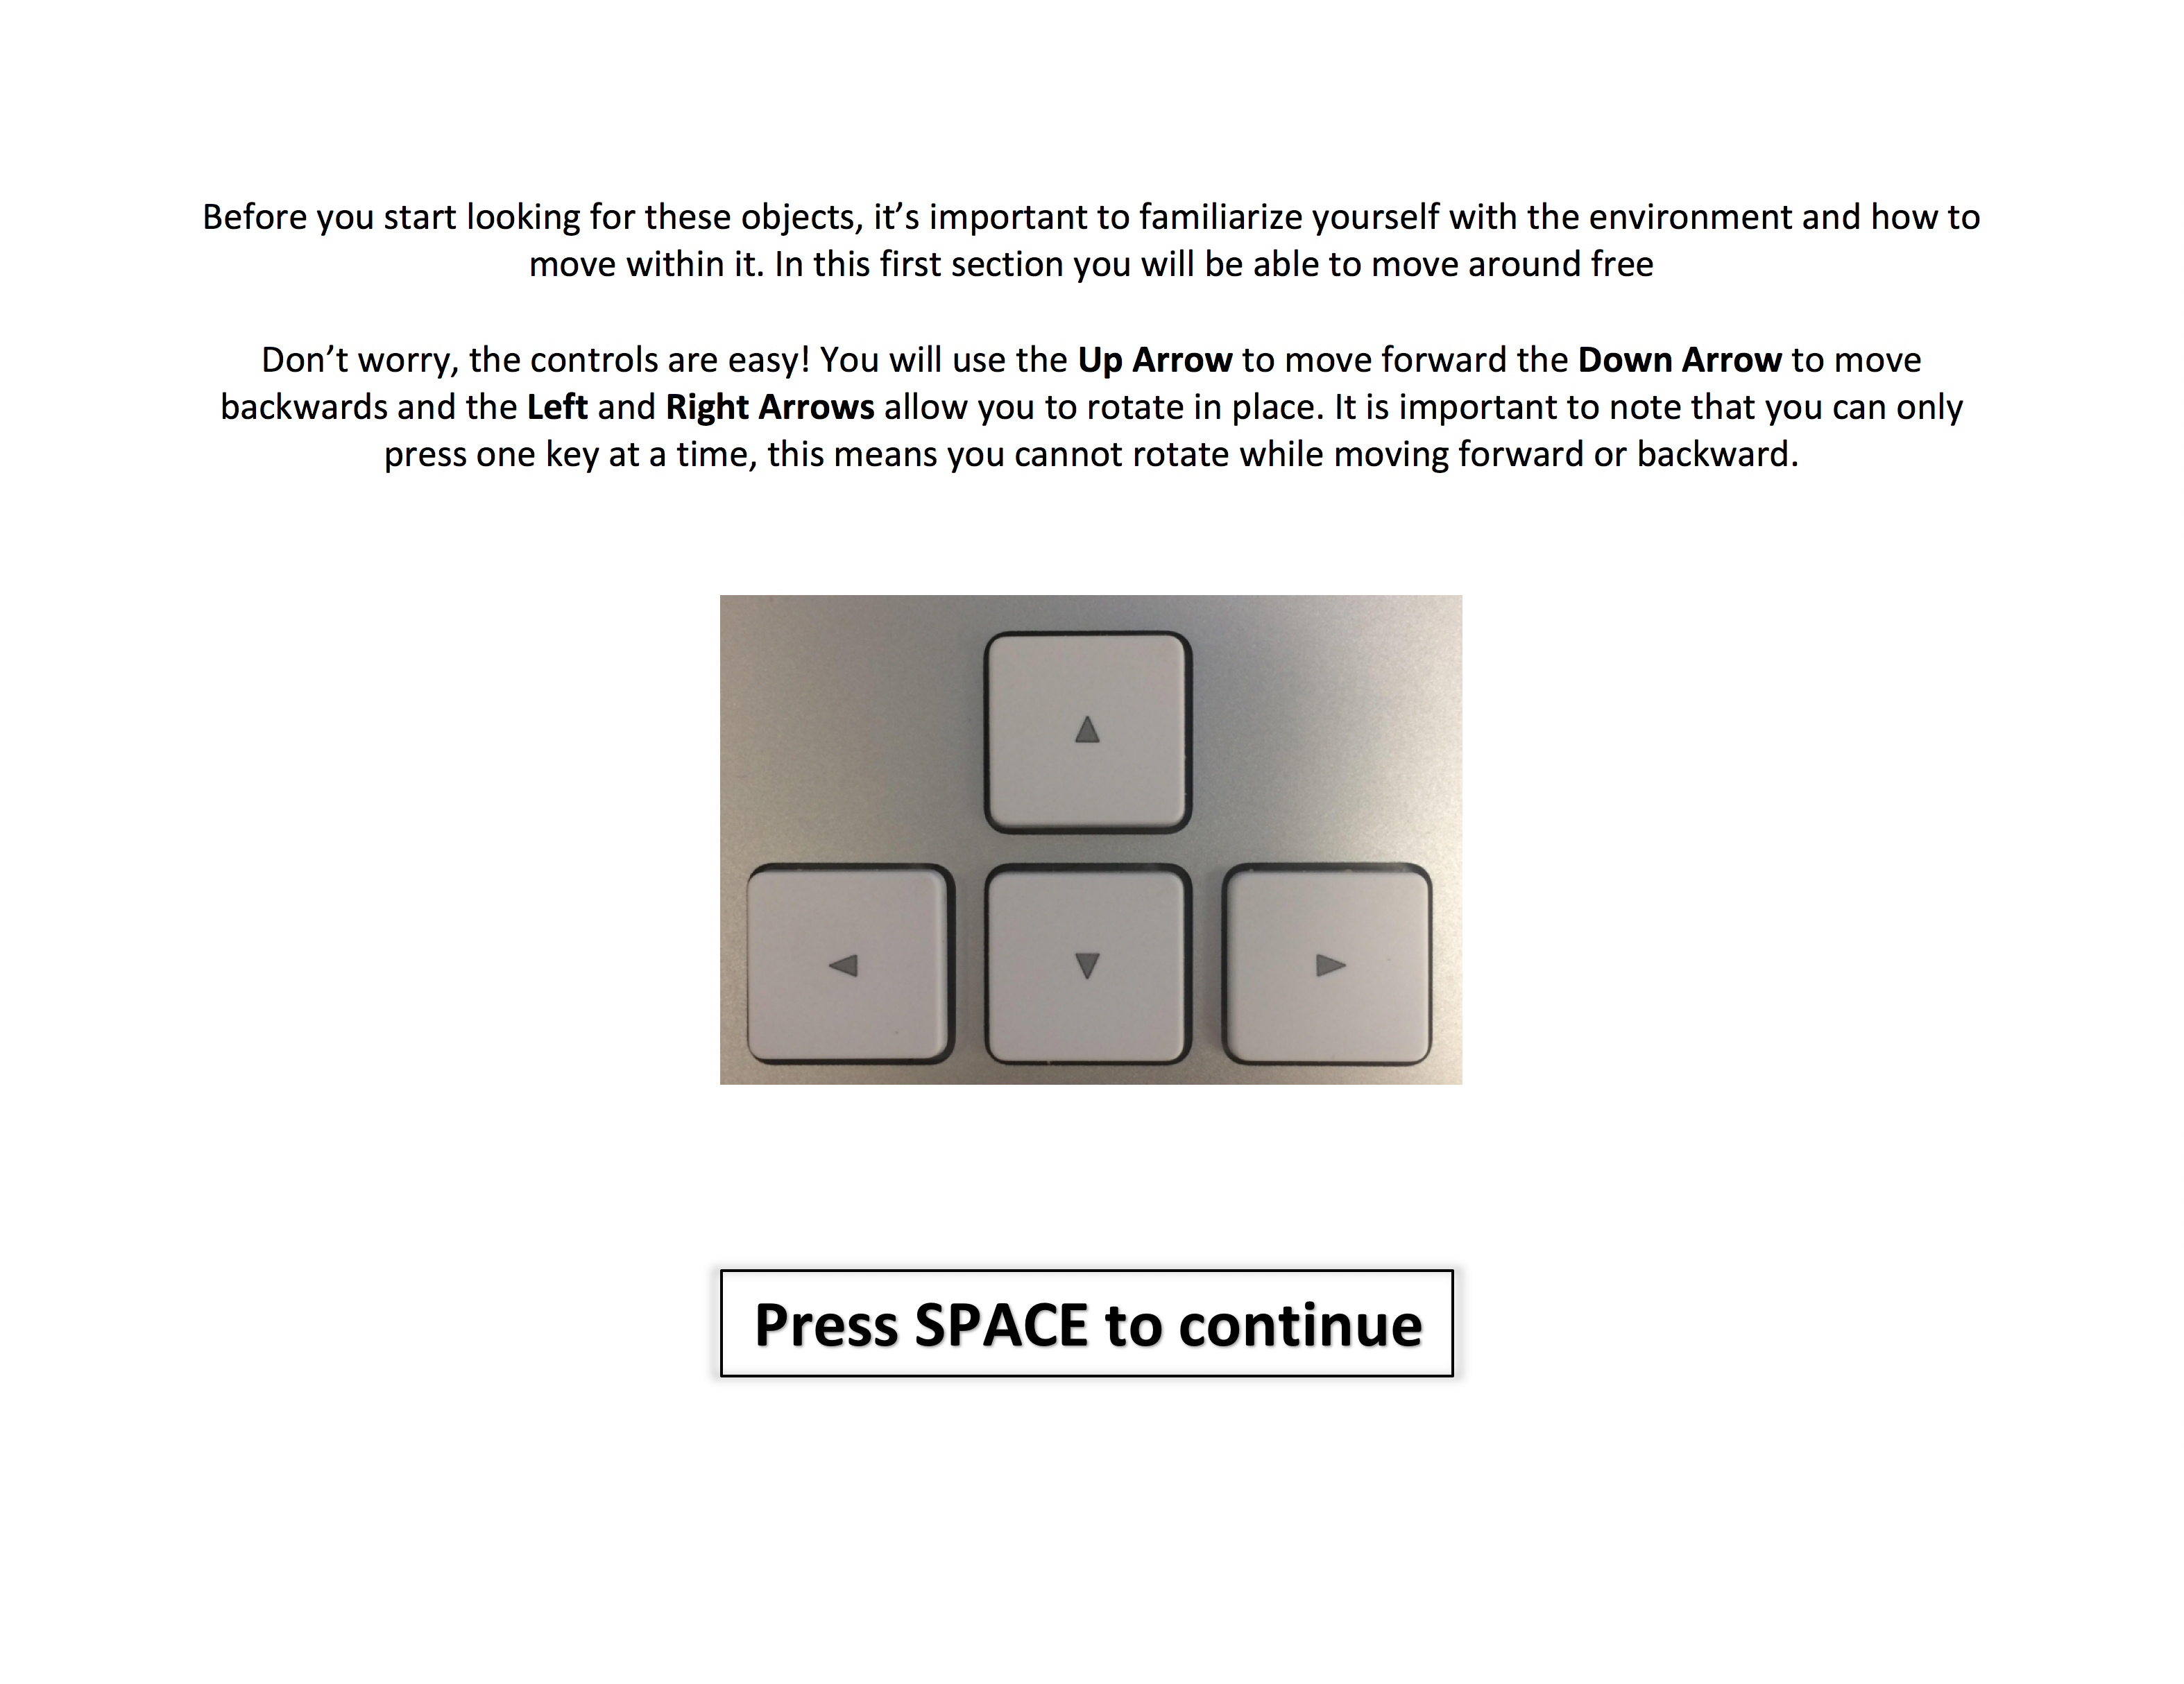 Before you start looking for these objects, it’s important to familiarize yourself with the environment and how to
move within it. In this first section you will be able to move around free
Don’t worry, the controls are easy! You will use the Up Arrow to move forward the Down Arrow to move
backwards and the Left and Right Arrows allow you to rotate in place. It is important to note that you can only
press one key at a time, this means you cannot rotate while moving forward or backward.
Press SPACE to continue